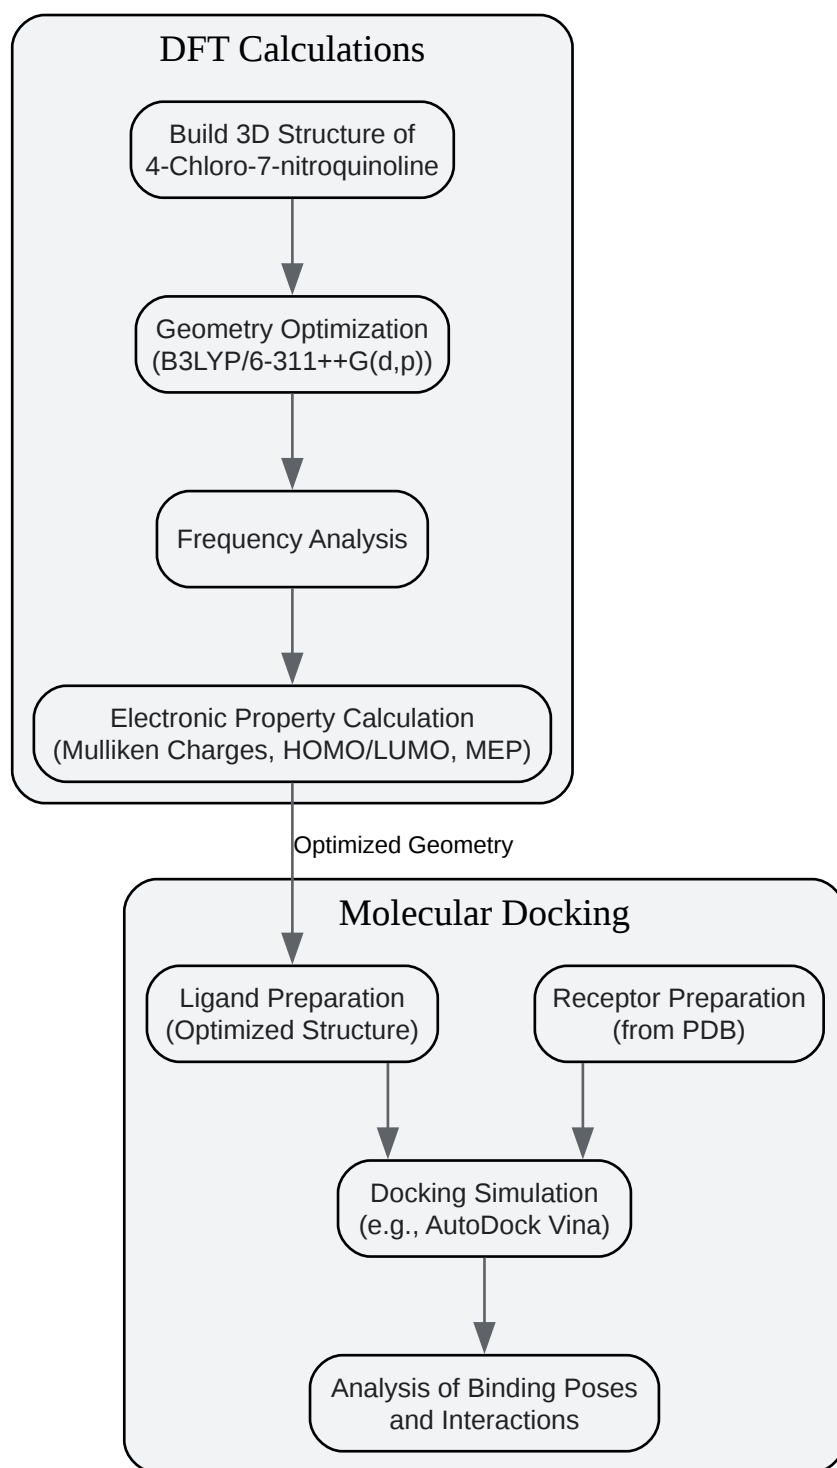 DFT Calculations
Build 3D Structure of
4-Chloro-7-nitroquinoline
Geometry Optimization
(B3LYP/6-311++G(d,p))
Frequency Analysis
Electronic Property Calculation
(Mulliken Charges, HOMO/LUMO, MEP)
Optimized Geometry
Molecular Docking
Ligand Preparation
(Optimized Structure)
Receptor Preparation
(from PDB)
Docking Simulation
(e.g., AutoDock Vina)
Analysis of Binding Poses
and Interactions